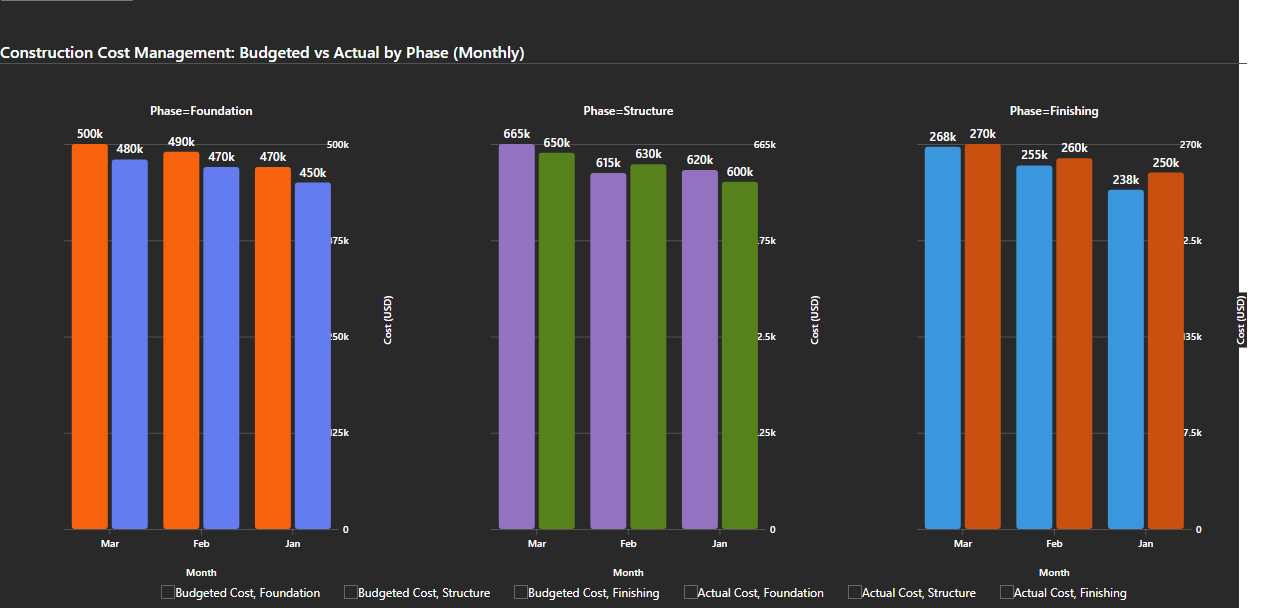 Construction Cost Management: Budgeted vs Actual by Phase (Monthly)
Phase=Foundation
Phase=Structure
Phase=Finishing
500k
480k
490k
470k
470k
450k
500k
0
Cost (USD)
Mar
Feb
Jan
Month
665k
650k
615k
630k
620k
600k
665k
0
Cost (USD)
Mar
Feb
Jan
Month
268k
270k
255k
260k
238k
250k
270k
0
Cost (USD)
Mar
Feb
Jan
Month
Budgeted Cost, Foundation
Budgeted Cost, Structure
Budgeted Cost, Finishing
Actual Cost, Foundation
Actual Cost, Structure
Actual Cost, Finishing